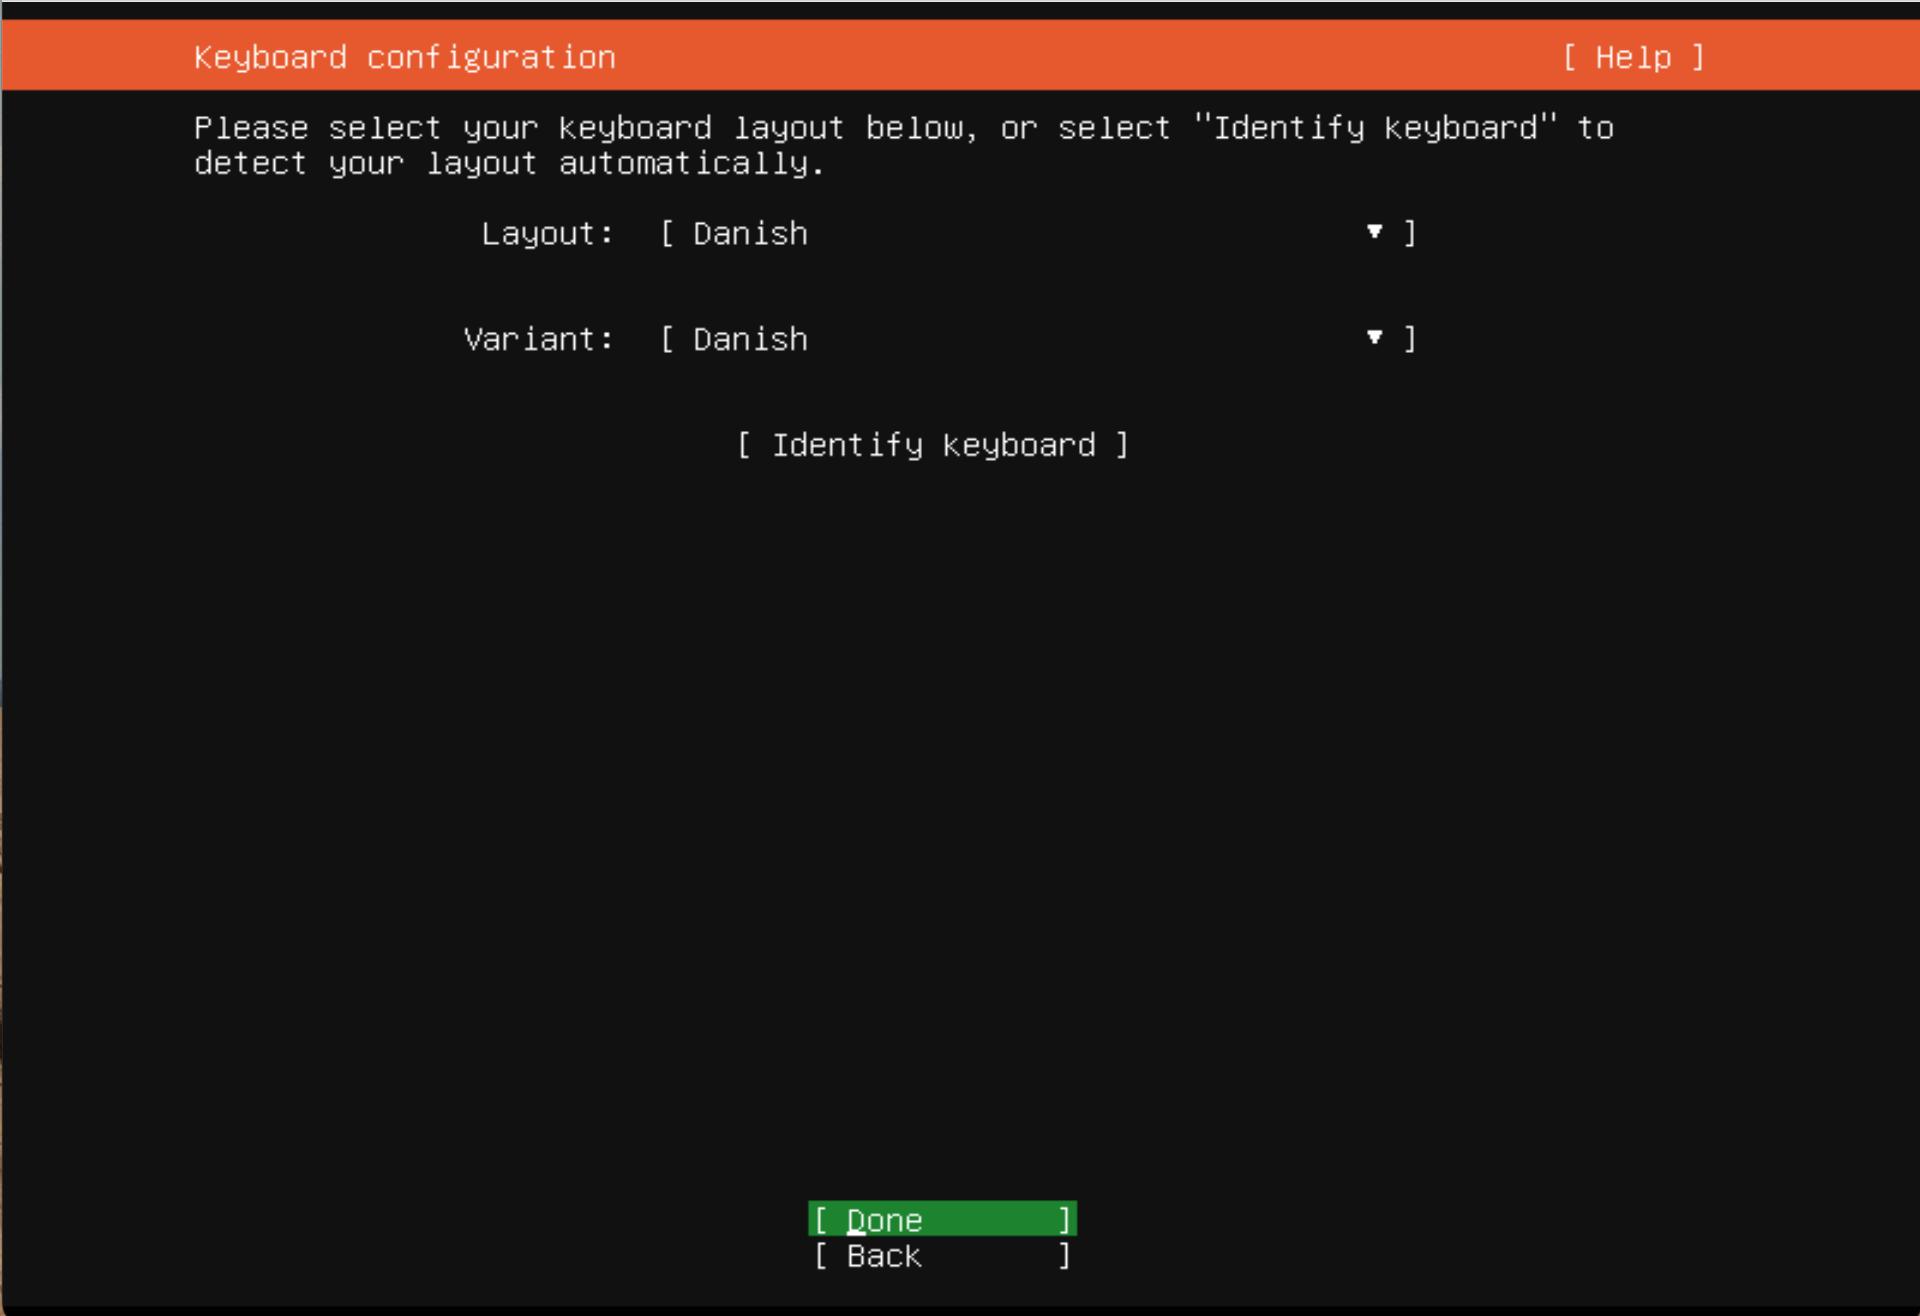 Keyboard configuration [ Help ]
Please select your keyboard layout below, or select "Identify keyboard" to
detect your layout automatically.
Layout: [ Danish ▾ ]
Variant: [ Danish ▾ ]
[ Identify keyboard ]
[ Done ]
[ Back ]